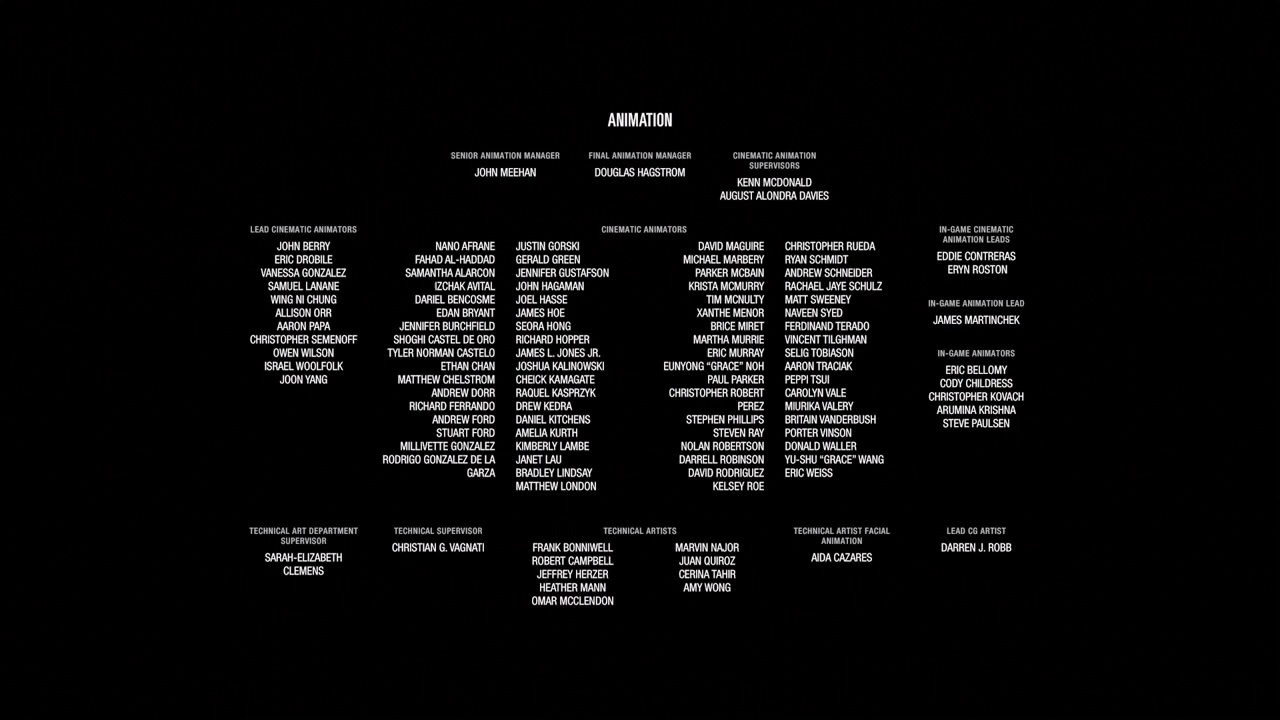 ANIMATION
SENIOR ANIMATION MANAGER
JOHN MEEHAN
FINAL ANIMATION MANAGER
DOUGLAS HAGSTROM
CINEMATIC ANIMATION
SUPERVISORS
KENN MCDONALD
AUGUST ALONDRA DAVIES
LEAD CINEMATIC ANIMATORS
JOHN BERRY
ERIC DROBILE
VANESSA GONZALEZ
SAMUEL LANANE
WING NI CHUNG
ALLISON ORR
AARON PAPA
CHRISTOPHER SEMENOFF
OWEN WILSON
ISRAEL WOOLFOLK
JOON YANG
CINEMATIC ANIMATORS
NANO AFRANE
FAHAD AL-HADDAD
SAMANTHA ALARCON
IZCHAK AVITAL
DARIEL BENCOSME
EDAN BRYANT
JENNIFER BURCHFIELD
SHOGHI CASTEL DE ORO
TYLER NORMAN CASTELO
ETHAN CHAN
MATTHEW CHELSTROM
ANDREW DORR
RICHARD FERRANDO
ANDREW FORD
STUART FORD
MILLIVETTE GONZALEZ
RODRIGO GONZALEZ DE LA
GARZA
JUSTIN GORSKI
GERALD GREEN
JENNIFER GUSTAFSON
JOHN HAGAMAN
JOEL HASSE
JAMES HOE
SEORA HONG
RICHARD HOPPER
JAMES L. JONES JR.
JOSHUA KALINOWSKI
CHEICK KAMAGATE
RAQUEL KASPRZYK
DREW KEDRA
DANIEL KITCHENS
AMELIA KURTH
KIMBERLY LAMBE
JANET LAU
BRADLEY LINDSAY
MATTHEW LONDON
DAVID MAGUIRE
MICHAEL MARBERY
PARKER MCBAIN
KRISTA MCMURRY
TIM MCNULTY
XANTHE MENOR
BRICE MIRET
MARTHA MURRIE
ERIC MURRAY
EUNYONG “GRACE” NOH
PAUL PARKER
CHRISTOPHER ROBERT
PEREZ
STEPHEN PHILLIPS
STEVEN RAY
NOLAN ROBERTSON
DARRELL ROBINSON
DAVID RODRIGUEZ
KELSEY ROE
CHRISTOPHER RUEDA
RYAN SCHMIDT
ANDREW SCHNEIDER
RACHAEL JAYE SCHULZ
MATT SWEENEY
NAVEEN SYED
FERDINAND TERADO
VINCENT TILGHMAN
SELIG TOBIASON
AARON TRACIAK
PEPPI TSUI
CAROLYN VALE
MIURIKA VALERY
BRITAIN VANDERBUSH
PORTER VINSON
DONALD WALLER
YU-SHU “GRACE” WANG
ERIC WEISS
IN-GAME CINEMATIC
ANIMATION LEADS
EDDIE CONTRERAS
ERYN ROSTON
IN-GAME ANIMATION LEAD
JAMES MARTINCHEK
IN-GAME ANIMATORS
ERIC BELLOMY
CODY CHILDRESS
CHRISTOPHER KOVACH
ARUMINA KRISHNA
STEVE PAULSEN
TECHNICAL ART DEPARTMENT
SUPERVISOR
SARAH-ELIZABETH
CLEMENS
TECHNICAL SUPERVISOR
CHRISTIAN G. VAGNATI
TECHNICAL ARTISTS
FRANK BONNIWELL
ROBERT CAMPBELL
JEFFREY HERZER
HEATHER MANN
OMAR MCCLENDON
MARVIN NAJOR
JUAN QUIROZ
CERINA TAHIR
AMY WONG
TECHNICAL ARTIST FACIAL
ANIMATION
AIDA CAZARES
LEAD CG ARTIST
DARREN J. ROBB